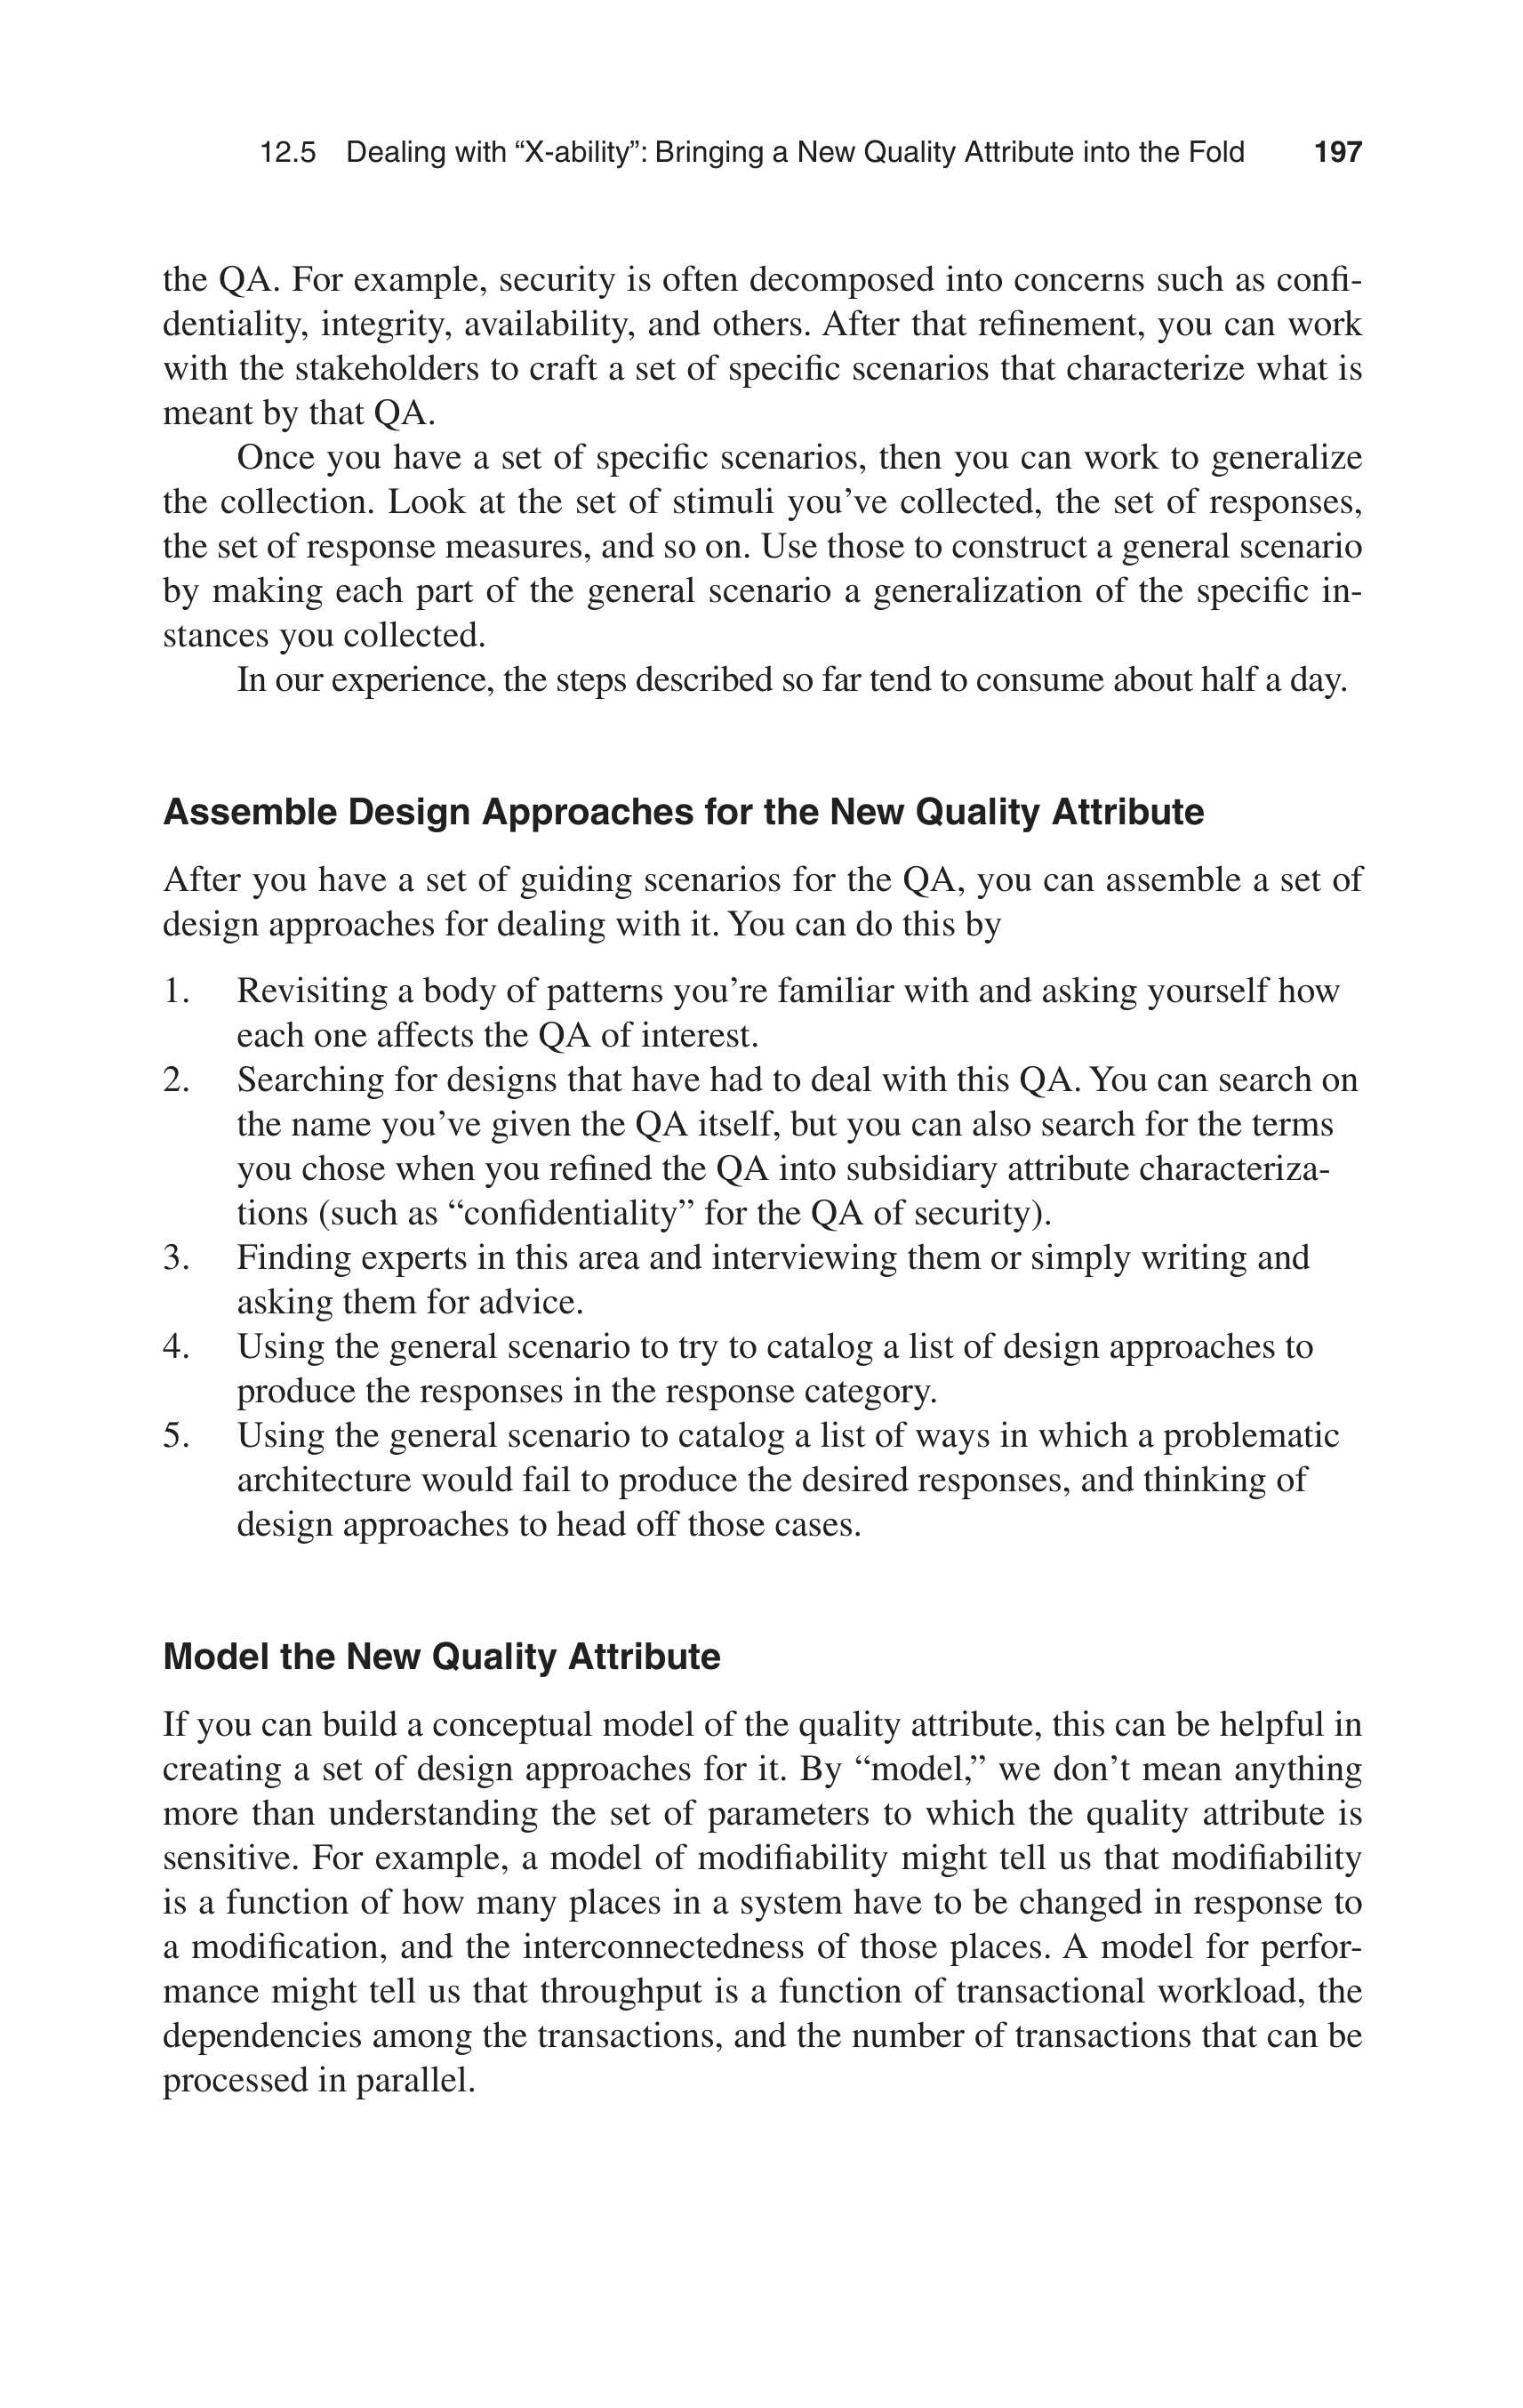 12.5 Dealing with “X-ability”: Bringing a New Quality Attribute into the Fold 197
the QA. For example, security is often decomposed into concerns such as confi-
dentiality, integrity, availability, and others. After that refinement, you can work
with the stakeholders to craft a set of specific scenarios that characterize what is
meant by that QA.
Once you have a set of specific scenarios, then you can work to generalize
the collection. Look at the set of stimuli you’ve collected, the set of responses,
the set of response measures, and so on. Use those to construct a general scenario
by making each part of the general scenario a generalization of the specific in-
stances you collected.
In our experience, the steps described so far tend to consume about half a day.
Assemble Design Approaches for the New Quality Attribute
After you have a set of guiding scenarios for the QA, you can assemble a set of
design approaches for dealing with it. You can do this by
1. Revisiting a body of patterns you’re familiar with and asking yourself how
each one affects the QA of interest.
2. Searching for designs that have had to deal with this QA. You can search on
the name you’ve given the QA itself, but you can also search for the terms
you chose when you refined the QA into subsidiary attribute characteriza-
tions (such as “confidentiality” for the QA of security).
3. Finding experts in this area and interviewing them or simply writing and
asking them for advice.
4. Using the general scenario to try to catalog a list of design approaches to
produce the responses in the response category.
5. Using the general scenario to catalog a list of ways in which a problematic
architecture would fail to produce the desired responses, and thinking of
design approaches to head off those cases.
Model the New Quality Attribute
If you can build a conceptual model of the quality attribute, this can be helpful in
creating a set of design approaches for it. By “model,” we don’t mean anything
more than understanding the set of parameters to which the quality attribute is
sensitive. For example, a model of modifiability might tell us that modifiability
is a function of how many places in a system have to be changed in response to
a modification, and the interconnectedness of those places. A model for perfor-
mance might tell us that throughput is a function of transactional workload, the
dependencies among the transactions, and the number of transactions that can be
processed in parallel.